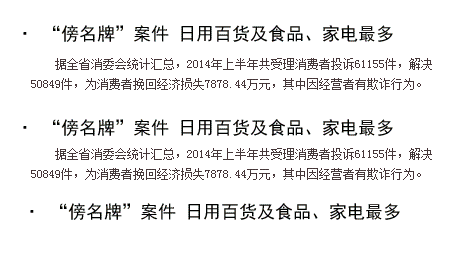 · “傍名牌”案件 日用百货及食品、家电最多
据全省消委会统计汇总，2014年上半年共受理消费者投诉61155件，解决
50849件，为消费者挽回经济损失7878.44万元，其中因经营者有欺诈行为。
· “傍名牌”案件 日用百货及食品、家电最多
据全省消委会统计汇总，2014年上半年共受理消费者投诉61155件，解决
50849件，为消费者挽回经济损失7878.44万元，其中因经营者有欺诈行为。
· “傍名牌”案件 日用百货及食品、家电最多